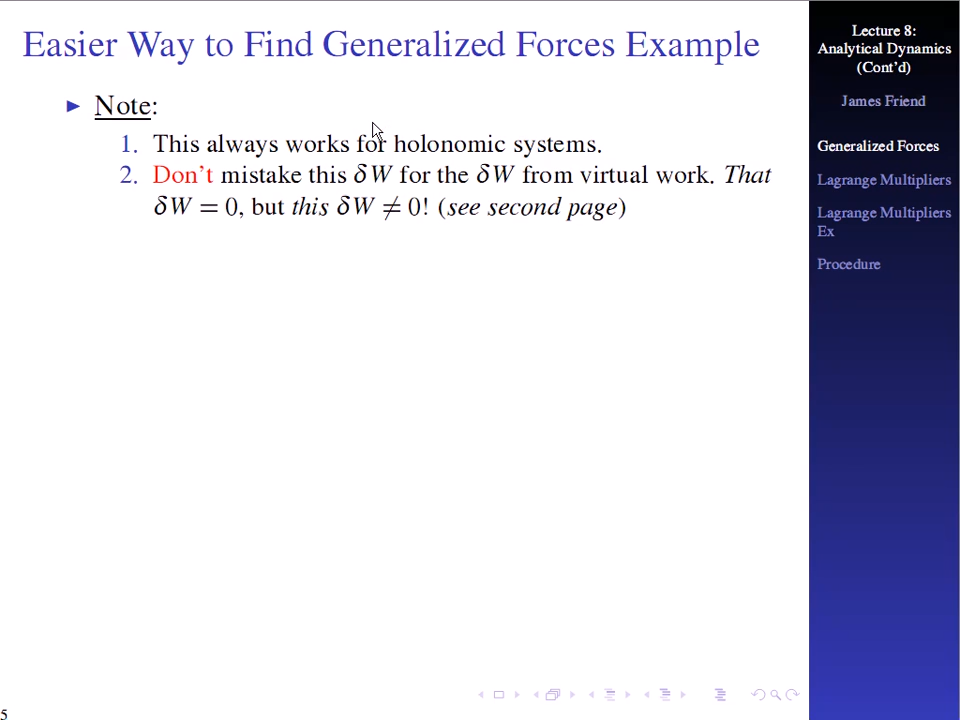 Easier Way to Find Generalized Forces Example
▶ Note:
1. This always works for holonomic systems.
2. Don't mistake this δW for the δW from virtual work. That
δW = 0, but this δW ≠ 0! (see second page)
Lecture 8:
Analytical Dynamics
(Cont'd)
James Friend
Generalized Forces
Lagrange Multipliers
Lagrange Multipliers
Ex
Procedure
5